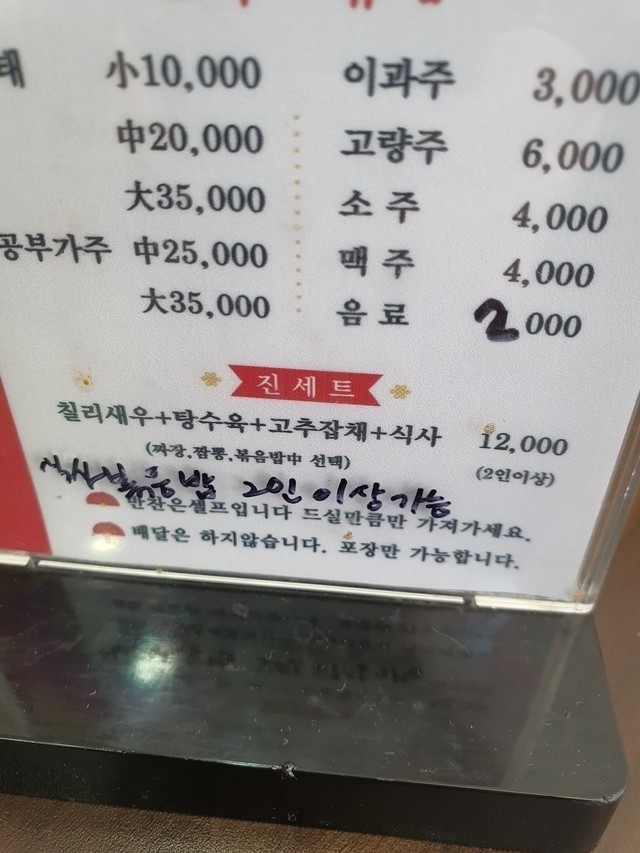 小10,000 이과주 3,000
中20,000 고량주 6,000
大35,000 소주 4,000
공부가주 中25,000 맥주 4,000
大35,000 음료 2000
진세트
칠리새우+탕수육+고추잡채+식사 12,000
(짜장,짬뽕,볶음밥中 선택) (2인이상)
식사 볶음밥 2인 이상 가능
반찬은셀프입니다 드실만큼만 가져가세요.
배달은 하지않습니다. 포장만 가능합니다.